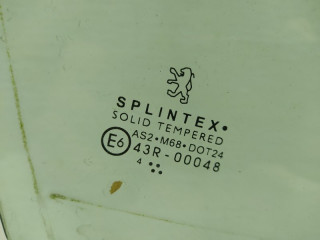 SPLINTEX•
SOLID TEMPERED
E6 AS2•M68•DOT24
43R-00048
4